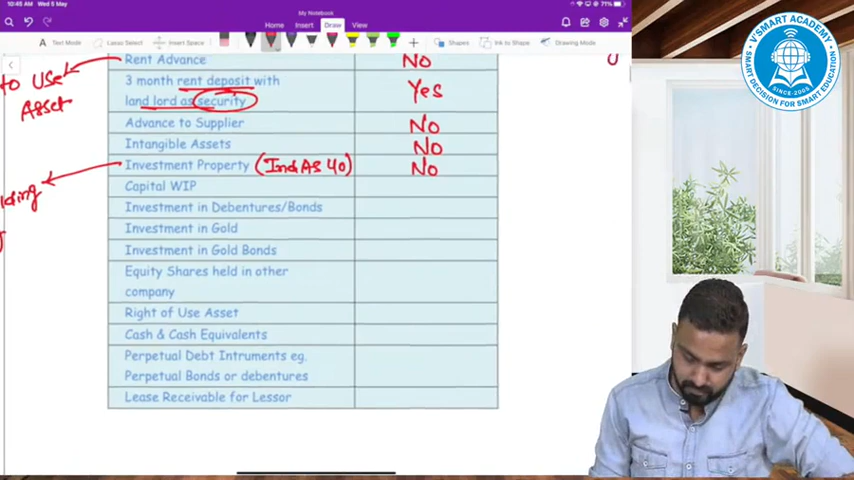 10:45 AM Wed 5 May
71%
My Notebook
Home Insert Draw View
Text Mode Lasso Select Insert Space Shapes Ink to Shape Drawing Mode
Rent Advance No
to Use
Asset
3 month rent deposit with
land lord as security Yes
Advance to Supplier No
Intangible Assets No
Investment Property (Ind AS 40) No
Capital WIP
Investment in Debentures/Bonds
Investment in Gold
Investment in Gold Bonds
Equity Shares held in other
company
Right of Use Asset
Cash & Cash Equivalents
Perpetual Debt Intruments eg.
Perpetual Bonds or debentures
Lease Receivable for Lessor
V'SMART ACADEMY
SINCE-2005
A SMART DECISION FOR SMART EDUCATION